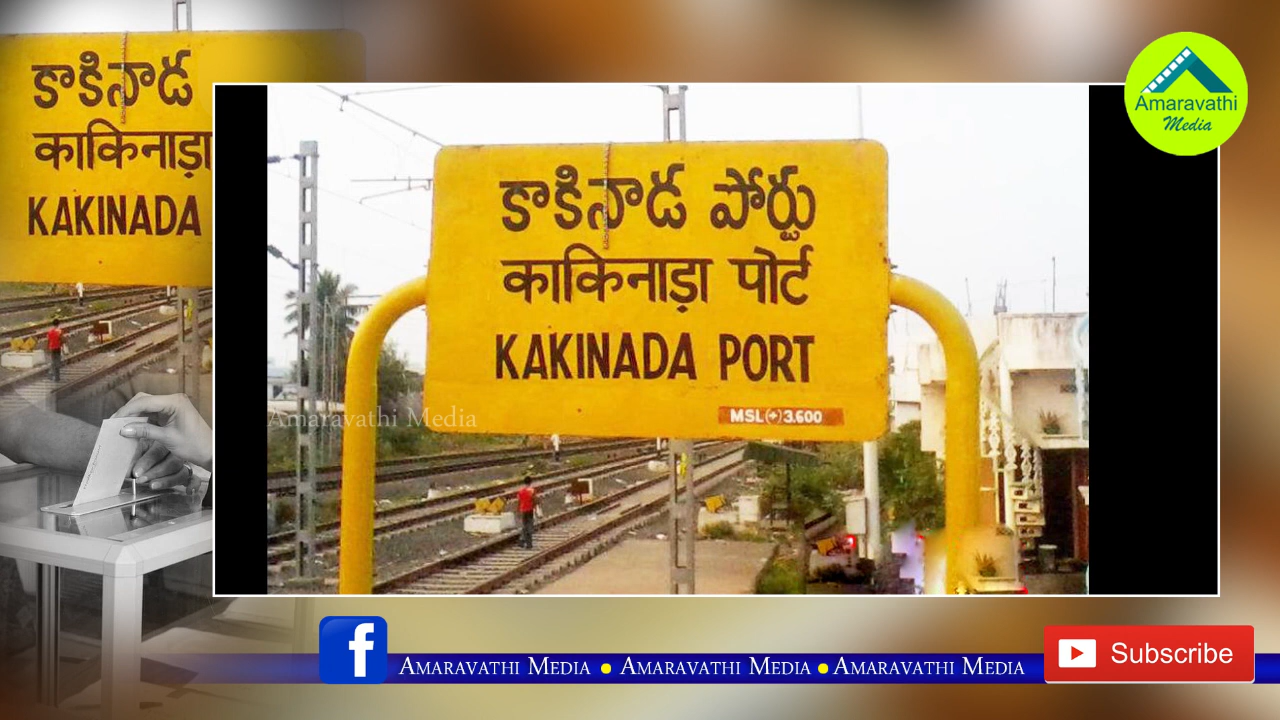 కాకినాడ
काकिनाड़ा
KAKINADA
Amaravathi
Media
కాకినాడ పోర్టు
काकिनाड़ा पोर्ट
KAKINADA PORT
MSL(+)3.600
Amaravathi Media
f Amaravathi Media • Amaravathi Media • Amaravathi Media
Subscribe